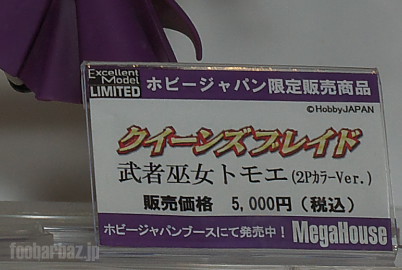 Excellent
Model
LIMITED
ホビージャパン限定販売商品
©HobbyJAPAN
クイーンズブレイド
武者巫女トモエ(2PカラーVer.)
販売価格 5,000円(税込)
ホビージャパンブースにて発売中! MegaHouse
foobarbaz.jp